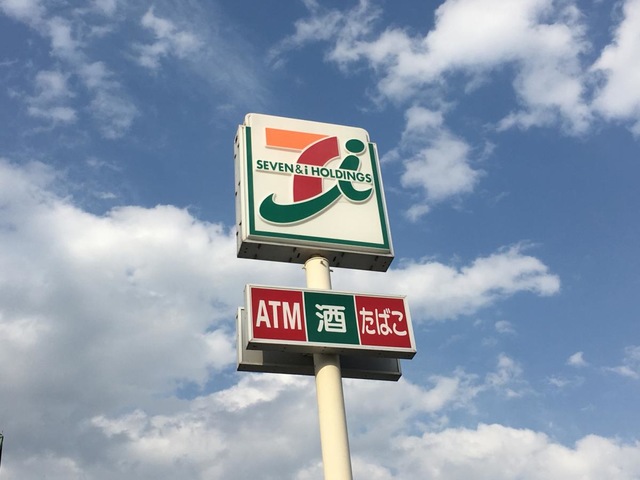 SEVEN & i HOLDINGS
ATM 酒 たばこ